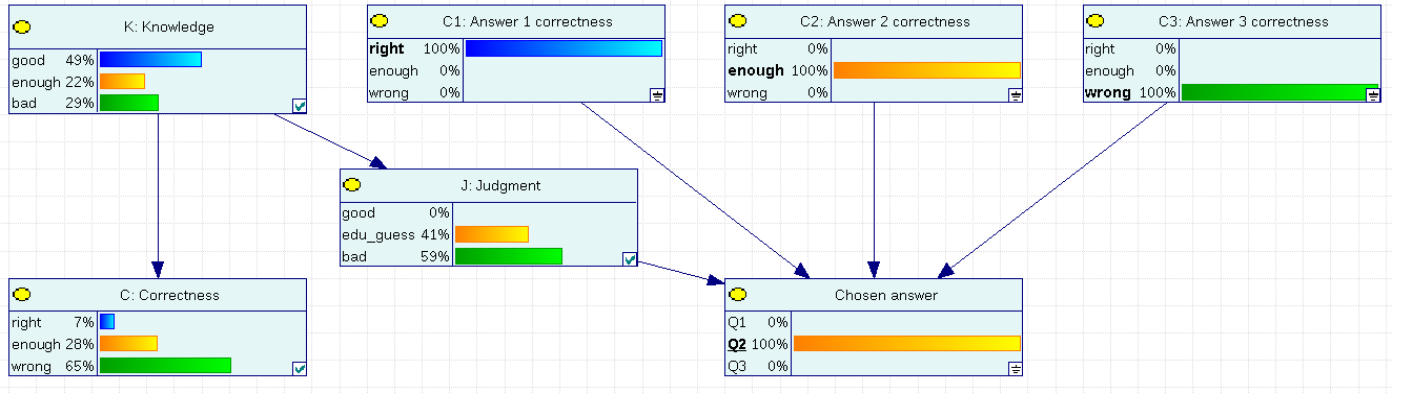 K: Knowledge
good 49%
enough 22%
bad 29%
C1: Answer 1 correctness
right 100%
enough 0%
wrong 0%
C2: Answer 2 correctness
right 0%
enough 100%
wrong 0%
C3: Answer 3 correctness
right 0%
enough 0%
wrong 100%
J: Judgment
good 0%
edu_guess 41%
bad 59%
C: Correctness
right 7%
enough 28%
wrong 65%
Chosen answer
Q1 0%
Q2 100%
Q3 0%